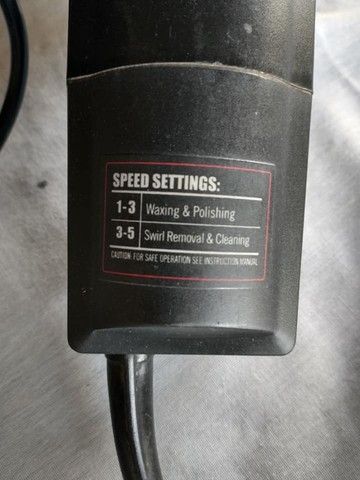 SPEED SETTINGS:
1-3 Waxing & Polishing
3-5 Swirl Removal & Cleaning
CAUTION: FOR SAFE OPERATION SEE INSTRUCTION MANUAL